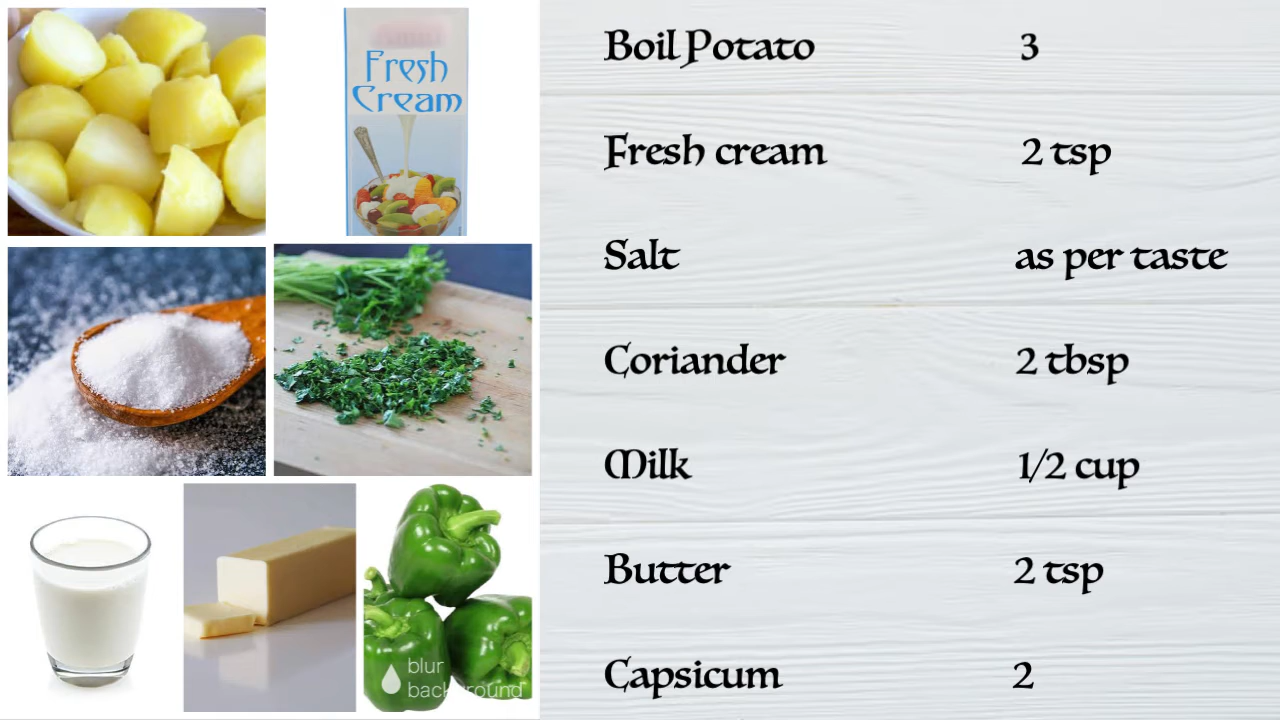 Fresh
Cream
blur
background
Boil Potato 3
Fresh cream 2 tsp
Salt as per taste
Coriander 2 tbsp
Milk 1/2 cup
Butter 2 tsp
Capsicum 2